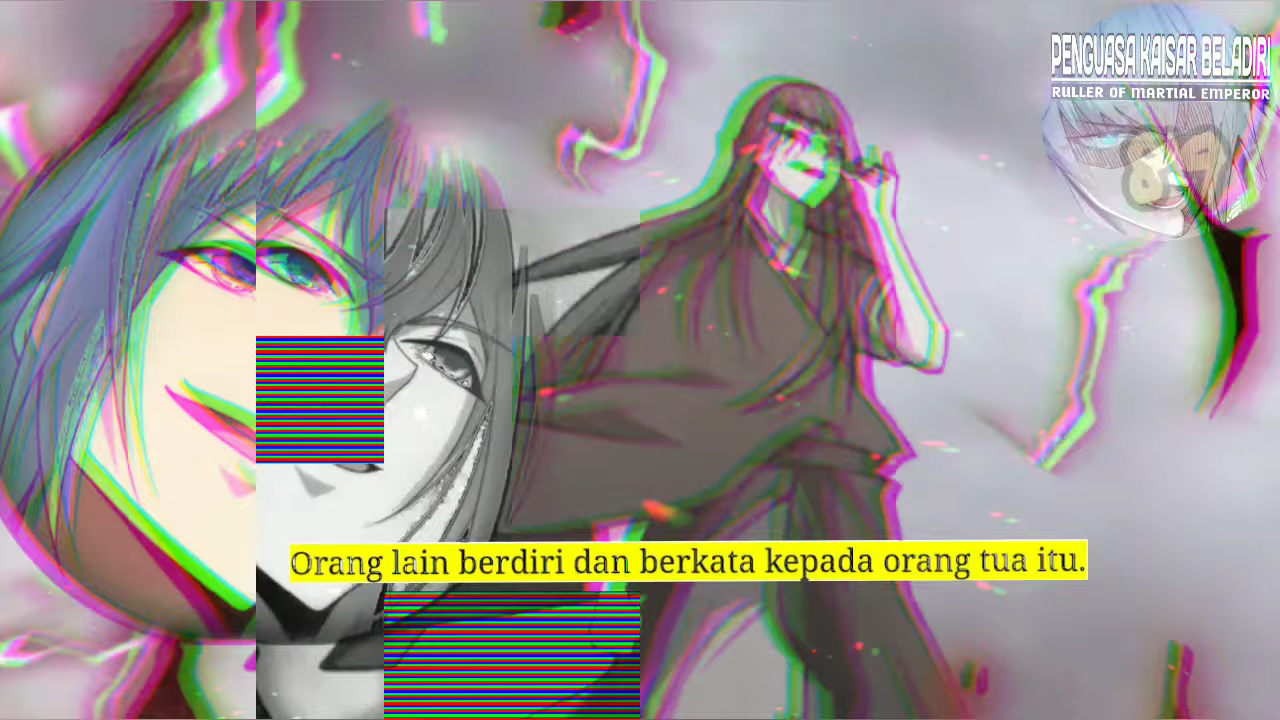 PENGUASA KAISAR BELADIRI
RULLER OF MARTIAL EMPEROR
Orang lain berdiri dan berkata kepada orang tua itu.